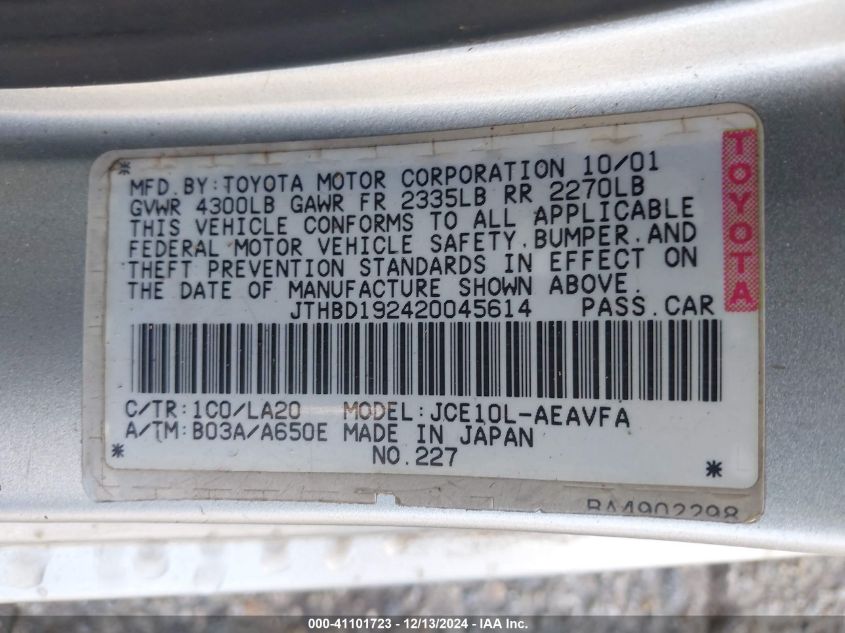 MFD.BY:TOYOTA MOTOR CORPORATION 10/01
GVWR 4300LB GAWR FR 2335LB RR 2270LB
THIS VEHICLE CONFORMS TO ALL APPLICABLE
FEDERAL MOTOR VEHICLE SAFETY,BUMPER,AND
THEFT PREVENTION STANDARDS IN EFFECT ON
THE DATE OF MANUFACTURE SHOWN ABOVE.
JTHBD192420045614 PASS.CAR
C/TR:1C0/LA20 MODEL:JCE10L-AEAVFA
A/TM:B03A/A650E MADE IN JAPAN
NO.227
TOYOTA
BA4902298
000-41101723 - 12/13/2024 - IAA Inc.